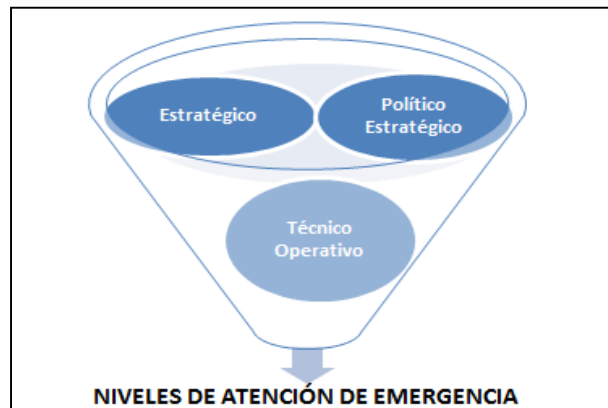 Estratégico
Político
Estratégico
Técnico
Operativo
NIVELES DE ATENCIÓN DE EMERGENCIA